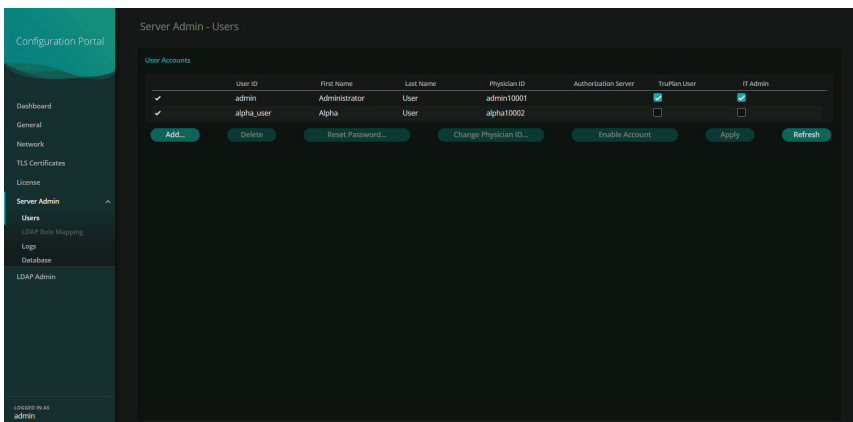 Configuration Portal
Dashboard
General
Network
TLS Certificates
License
Server Admin
Users
LDAP Role Mapping
Logs
Database
LDAP Admin
LOGGED IN AS
admin
Server Admin - Users
User Accounts
User ID First Name Last Name Physician ID Authorization Server TruPlan User IT Admin
admin Administrator User admin10001
alpha_user Alpha User alpha10002
Add... Delete Reset Password... Change Physician ID... Enable Account Apply Refresh